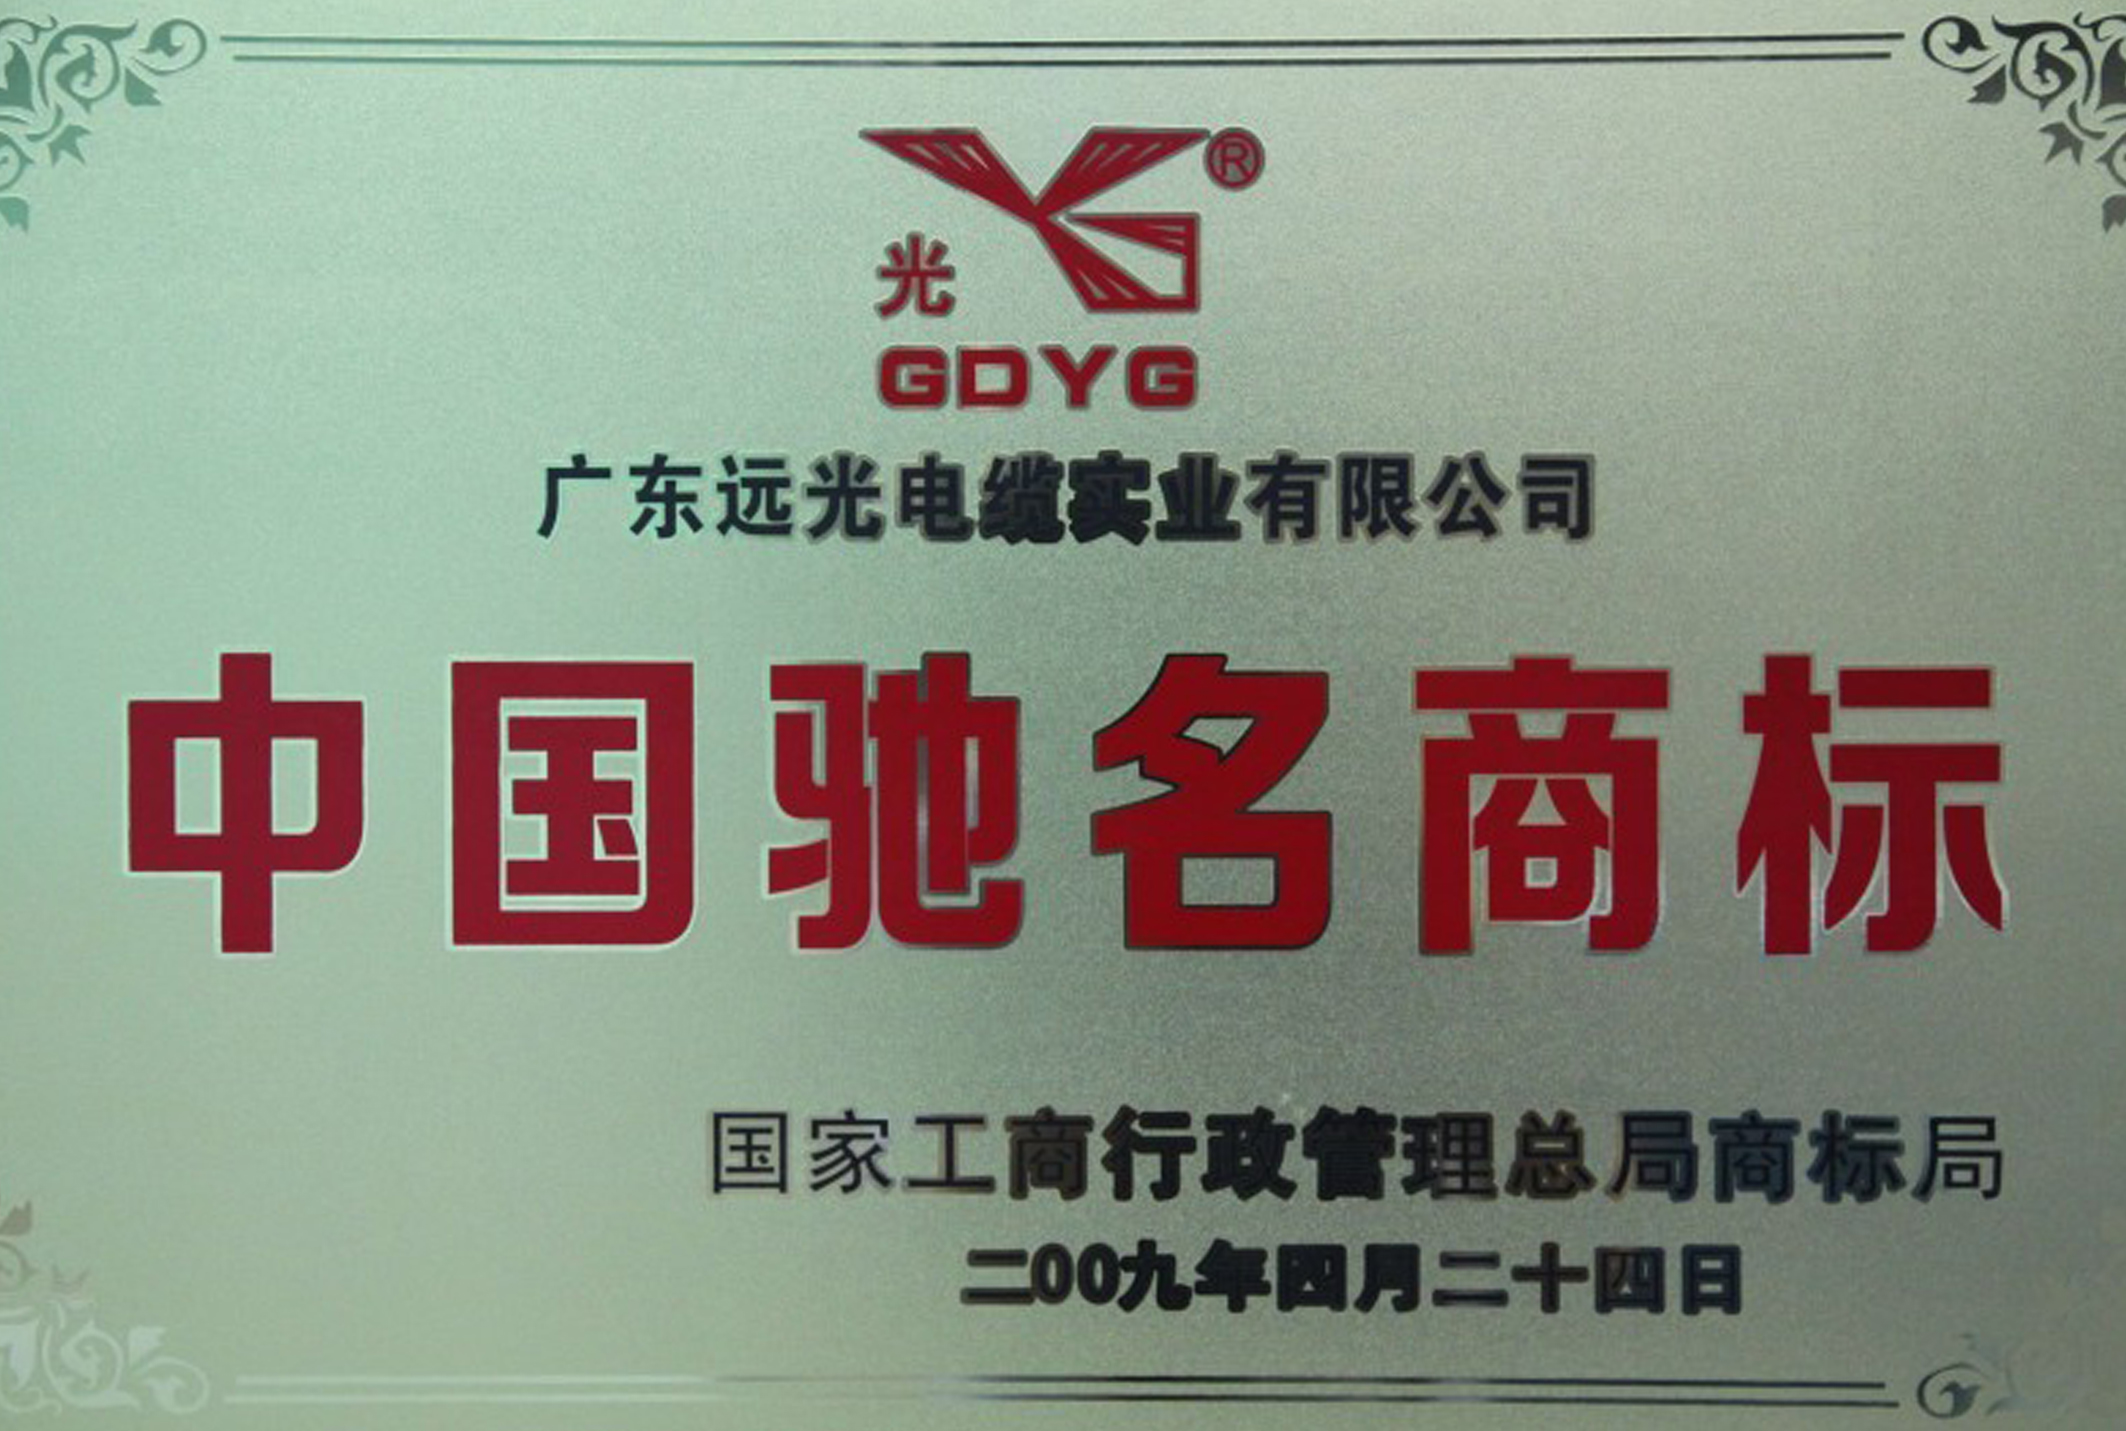 ®
光
GDYG
广东远光电缆实业有限公司
中国驰名商标
国家工商行政管理总局商标局
二00九年四月二十四日